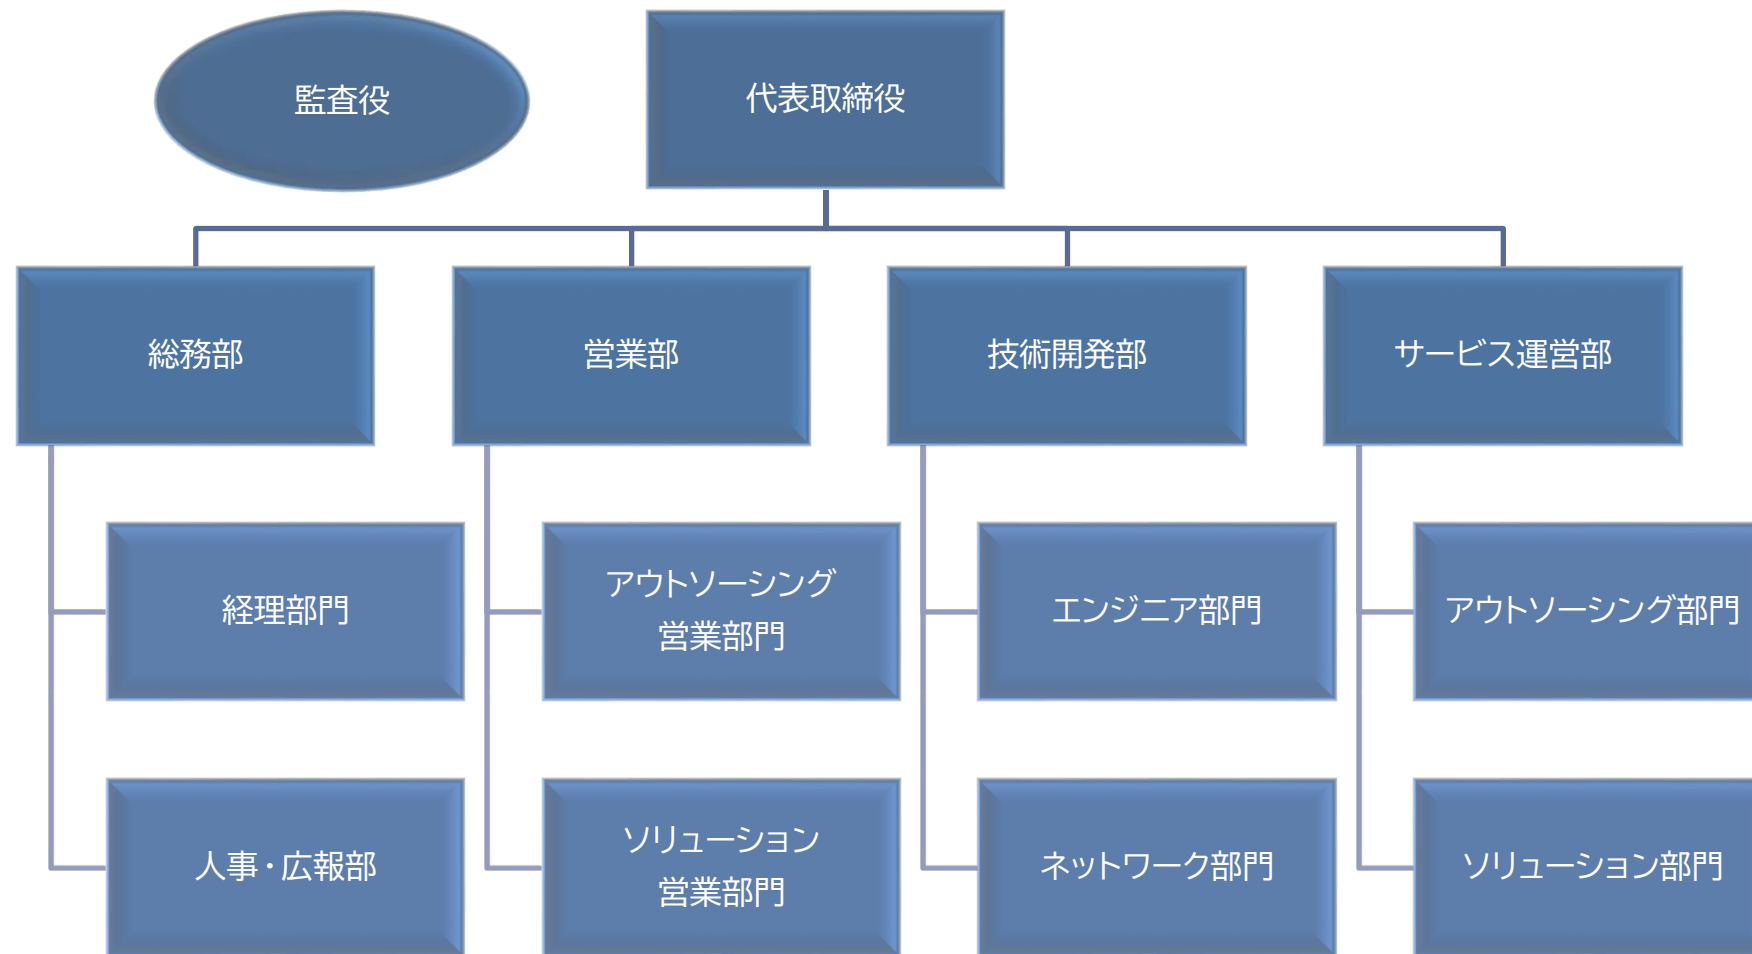 監査役
代表取締役
総務部
営業部
技術開発部
サービス運営部
経理部門
アウトソーシング
営業部門
エンジニア部門
アウトソーシング部門
人事・広報部
ソリューション
営業部門
ネットワーク部門
ソリューション部門